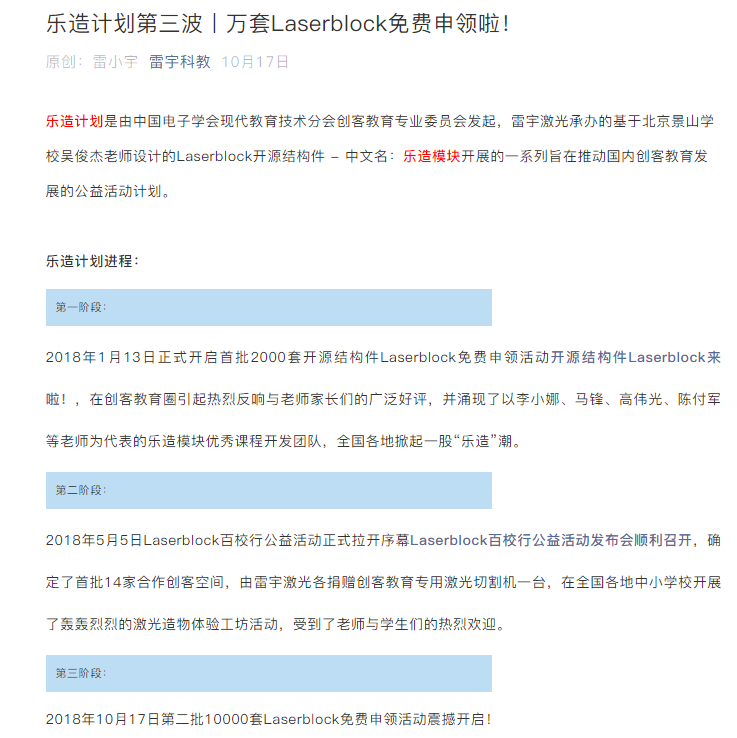 乐造计划第三波丨万套Laserblock免费申领啦！
原创： 雷小宇 雷宇科教 10月17日
乐造计划是由中国电子学会现代教育技术分会创客教育专业委员会发起，雷宇激光承办的基于北京景山学
校吴俊杰老师设计的Laserblock开源结构件 – 中文名：乐造模块开展的一系列旨在推动国内创客教育发
展的公益活动计划。
乐造计划进程：
第一阶段：
2018年1月13日正式开启首批2000套开源结构件Laserblock免费申领活动开源结构件Laserblock来
啦！，在创客教育圈引起热烈反响与老师家长们的广泛好评，并涌现了以李小娜、马锋、高伟光、陈付军
等老师为代表的乐造模块优秀课程开发团队，全国各地掀起一股“乐造”潮。
第二阶段：
2018年5月5日Laserblock百校行公益活动正式拉开序幕Laserblock百校行公益活动发布会顺利召开，确
定了首批14家合作创客空间，由雷宇激光各捐赠创客教育专用激光切割机一台，在全国各地中小学校开展
了轰轰烈烈的激光造物体验工坊活动，受到了老师与学生们的热烈欢迎。
第三阶段：
2018年10月17日第二批10000套Laserblock免费申领活动震撼开启！